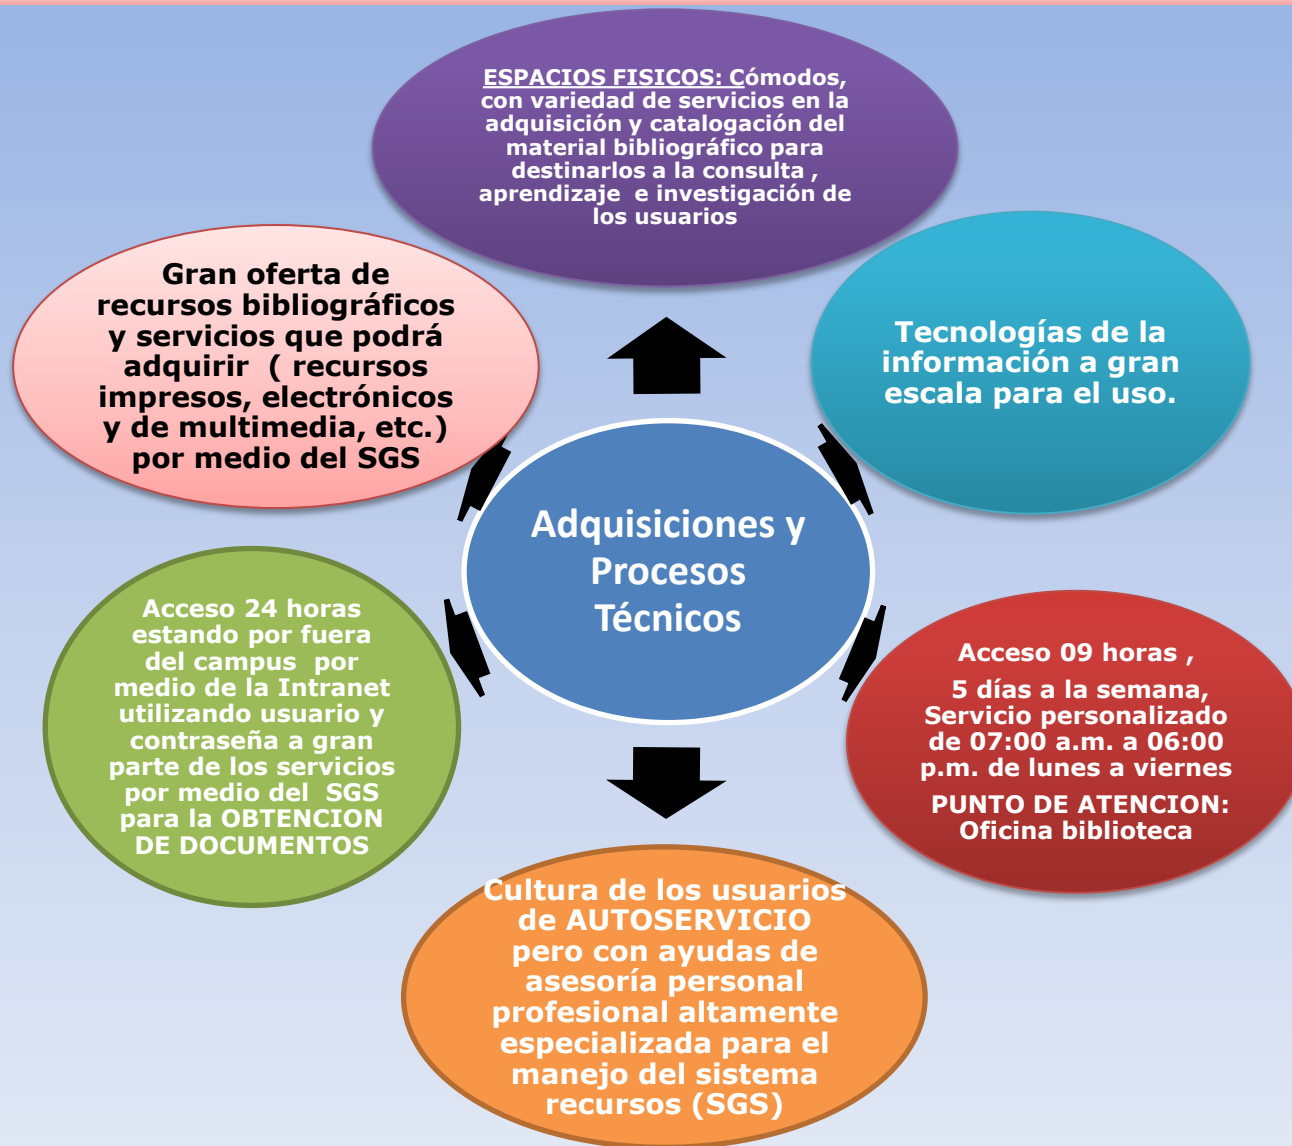 ESPACIOS FISICOS: Cómodos,
con variedad de servicios en la
adquisición y catalogación del
material bibliográfico para
destinarlos a la consulta ,
aprendizaje e investigación de
los usuarios
Gran oferta de
recursos bibliográficos
y servicios que podrá
adquirir ( recursos
impresos, electrónicos
y de multimedia, etc.)
por medio del SGS
Tecnologías de la
información a gran
escala para el uso.
Adquisiciones y
Procesos
Técnicos
Acceso 24 horas
estando por fuera
del campus por
medio de la Intranet
utilizando usuario y
contraseña a gran
parte de los servicios
por medio del SGS
para la OBTENCION
DE DOCUMENTOS
Acceso 09 horas ,
5 días a la semana,
Servicio personalizado
de 07:00 a.m. a 06:00
p.m. de lunes a viernes
PUNTO DE ATENCION:
Oficina biblioteca
Cultura de los usuarios
de AUTOSERVICIO
pero con ayudas de
asesoría personal
profesional altamente
especializada para el
manejo del sistema
recursos (SGS)